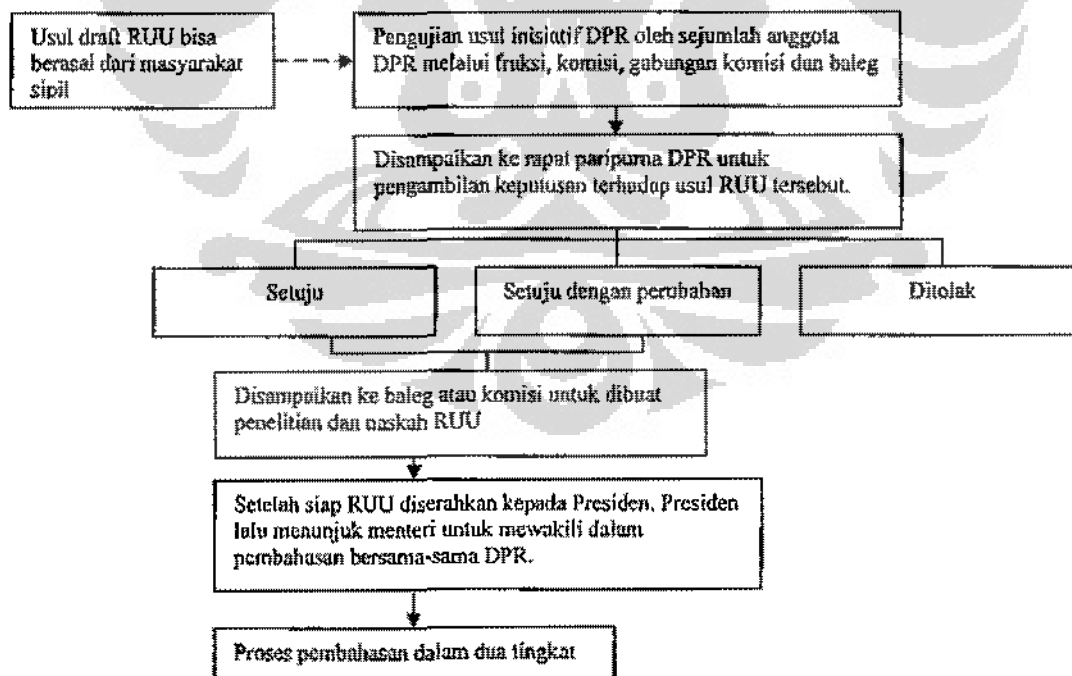 Usul draft RUU bisa
berasal dari masyarakat
sipil
Pengujian usul inisiatif DPR oleh sejumlah anggota
DPR melalui fraksi, komisi, gabungan komisi dan baleg
Disampaikan ke rapat paripurna DPR untuk
pengambilan keputusan terhadap usul RUU tersebut.
Setuju
Setuju dengan perubahan
Ditolak
Disampaikan ke baleg atau komisi untuk dibuat
penelitian dan naskah RUU
Setelah siap RUU diserahkan kepada Presiden. Presiden
lalu menunjuk menteri untuk mewakili dalam
pembahasan bersama-sama DPR.
Proses pembahasan dalam dua tingkat